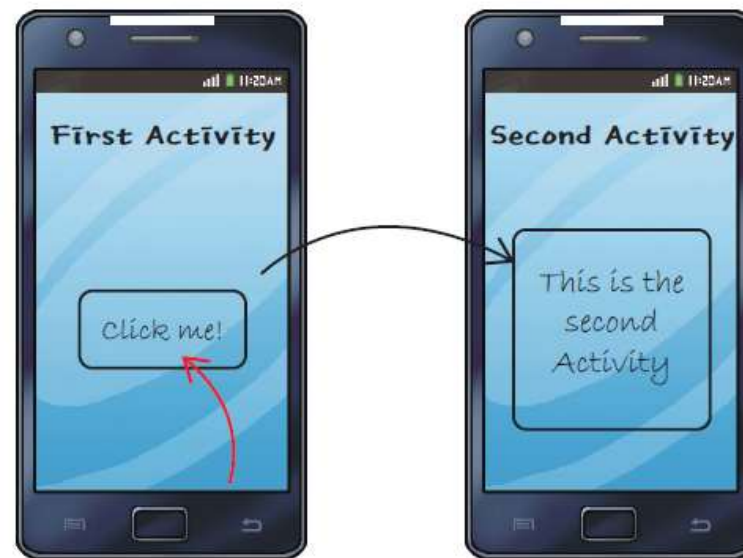 11:20AM
First Activity
Click me!
11:20AM
Second Activity
This is the
second
Activity